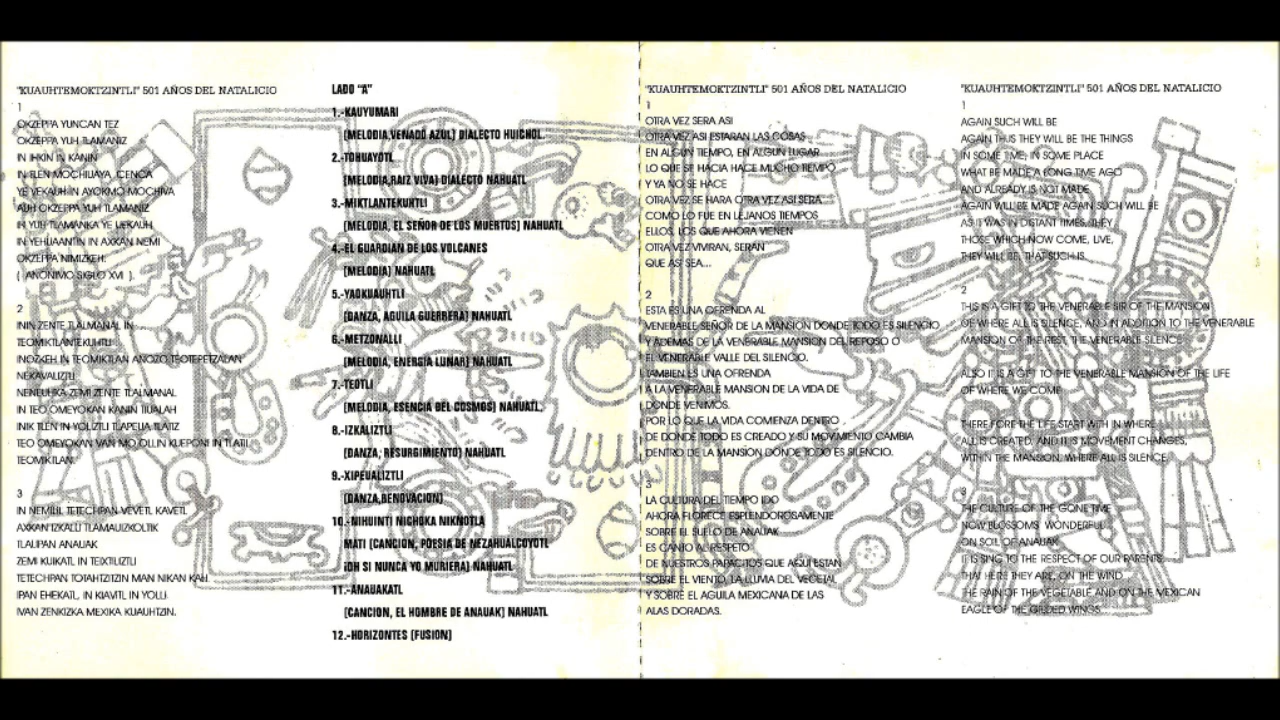 "KUAUHTEMOKTZINTLI" 501 AÑOS DEL NATALICIO
1
OKZEPPA YUNCAN TEZ
OKZEPPA YUH TLAMANIZ
IN IHKIN IN KANIN
IN TLEN MOCHIUAYA, CENCA
YE VEKAUH IN AYOKMO MOCHIVA
AUH OKZEPPA YUH TLAMANIZ
IN YUH TLAMANKA YE UEKAUH
IN YEHUAANTIN IN AXKAN NEMI
OKZEPPA NIMIZKEH.
( ANONIMO SIGLO XVI ).
2
ININ ZENTE TLALMANAL IN
TEOMIKTLANTEKUHTLI
INOZKEH IN TEOMIKTLAN ANOZO TEOTEPETZALAN
NEKAVALIZTLI
NENEUHKA ZEMI ZENTE TLALMANAL
IN TEO OMEYOKAN KANIN TIUALAH
INIK TLEN IN YOLIZTLI TLAPEUA TLATIZ
TEO OMEYOKAN VAN MO OLLIN KUEPONI IN TLATIL
TEOMIKTLAN.
3
IN NEMILIL TETECHPAN VEVETL KAVETL
AXKAN IZKALLI TLAMAUIZKOLTIK
TLALIPAN ANAUAK
ZEMI KUIKATL IN TEIXTILIZTLI
TETECHPAN TOTAHTZITZIN MAN NIKAN KAH
IPAN EHEKATL, IN KIAVITL IN YOLLI
IVAN ZENKIZKA MEXIKA KUAUHTZIN.
LADO "A"
1.-KAUYUMARI
[MELODIA,VENADO AZUL] DIALECTO HUICHOL.
2.-TOHUAYOTL
[MELODIA,RAIZ VIVA] DIALECTO NAHUATL
3.-MIKTLANTEKUHTLI
[MELODIA, EL SEÑOR DE LOS MUERTOS] NAHUATL
4.-EL GUARDIAN DE LOS VOLCANES
[MELODIA] NAHUATL
5.-YAOKUAUHTLI
[DANZA, AGUILA GUERRERA] NAHUATL
6.-METZONALLI
[MELODIA, ENERGIA LUNAR] NAHUATL
7.-TEOTLI
[MELODIA, ESENCIA DEL COSMOS] NAHUATL.
8.-IZKALIZTLI
[DANZA, RESURGIMIENTO] NAHUATL
9.-XIPEUALIZTLI
[DANZA,RENOVACION]
10.-NIHUINTI NICHOKA NIKNOTLA
MATI [CANCION, POESIA DE NEZAHUALCOYOTL
¡OH SI NUNCA YO MURIERA] NAHUATL
11.-ANAUAKATL
[CANCION, EL HOMBRE DE ANAUAK] NAHUATL
12.-HORIZONTES [FUSION]
"KUAUHTEMOKTZINTLI" 501 AÑOS DEL NATALICIO
1
OTRA VEZ SERA ASI
OTRA VEZ ASI ESTARAN LAS COSAS
EN ALGUN TIEMPO, EN ALGUN LUGAR
LO QUE SE HACIA HACE MUCHO TIEMPO
Y YA NO SE HACE
OTRA VEZ SE HARA OTRA VEZ ASI SERA
COMO LO FUE EN LEJANOS TIEMPOS
ELLOS, LOS QUE AHORA VIENEN
OTRA VEZ VIVIRAN, SERAN
QUE ASI SEA...
2
ESTA ES UNA OFRENDA AL
VENERABLE SEÑOR DE LA MANSION DONDE TODO ES SILENCIO
Y ADEMAS DE LA VENERABLE MANSION DEL REPOSO O
EL VENERABLE VALLE DEL SILENCIO.
TAMBIEN ES UNA OFRENDA
A LA VENERABLE MANSION DE LA VIDA DE
DONDE VENIMOS.
POR LO QUE LA VIDA COMIENZA DENTRO
DE DONDE TODO ES CREADO Y SU MOVIMIENTO CAMBIA
DENTRO DE LA MANSION DONDE TODO ES SILENCIO.
3
LA CULTURA DEL TIEMPO IDO
AHORA FLORECE ESPLENDOROSAMENTE
SOBRE EL SUELO DE ANAUAK
ES CANTO AL RESPETO
DE NUESTROS PAPACITOS QUE AQUI ESTAN
SOBRE EL VIENTO, LA LLUVIA DEL VEGETAL
Y SOBRE EL AGUILA MEXICANA DE LAS
ALAS DORADAS.
"KUAUHTEMOKTZINTLI" 501 AÑOS DEL NATALICIO
1
AGAIN SUCH WILL BE
AGAIN THUS THEY WILL BE THE THINGS
IN SOME TIME, IN SOME PLACE
WHAT BE MADE A LONG TIME AGO
AND ALREADY IS NOT MADE
AGAIN WILL BE MADE AGAIN SUCH WILL BE
AS IT WAS IN DISTANT TIMES. THEY
THOSE WHICH NOW COME, LIVE,
THEY WILL BE, THAT SUCH IS.
2
THIS IS A GIFT TO THE VENERABLE SIR OF THE MANSION
OF WHERE ALL IS SILENCE, AND IN ADDITION TO THE VENERABLE
MANSION OF THE REST, THE VENERABLE SILENCE
ALSO IT IS A GIFT TO THE VENERABLE MANSION OF THE LIFE
OF WHERE WE COME
THERE FORE THE LIFE START WITH IN WHERE
ALL IS CREATED, AND IT IS MOVEMENT CHANGES,
WITHIN THE MANSION, WHERE ALL IS SILENCE.
3
THE CULTURE OF THE GONE TIME
NOW BLOSSOMS WONDERFUL
ON SOIL OF ANAUAK
IT IS SING TO THE RESPECT OF OUR PARENTS
THAT HERE THEY ARE, ON THE WIND
THE RAIN OF THE VEGETABLE AND ON THE MEXICAN
EAGLE OF THE GILDED WINGS.